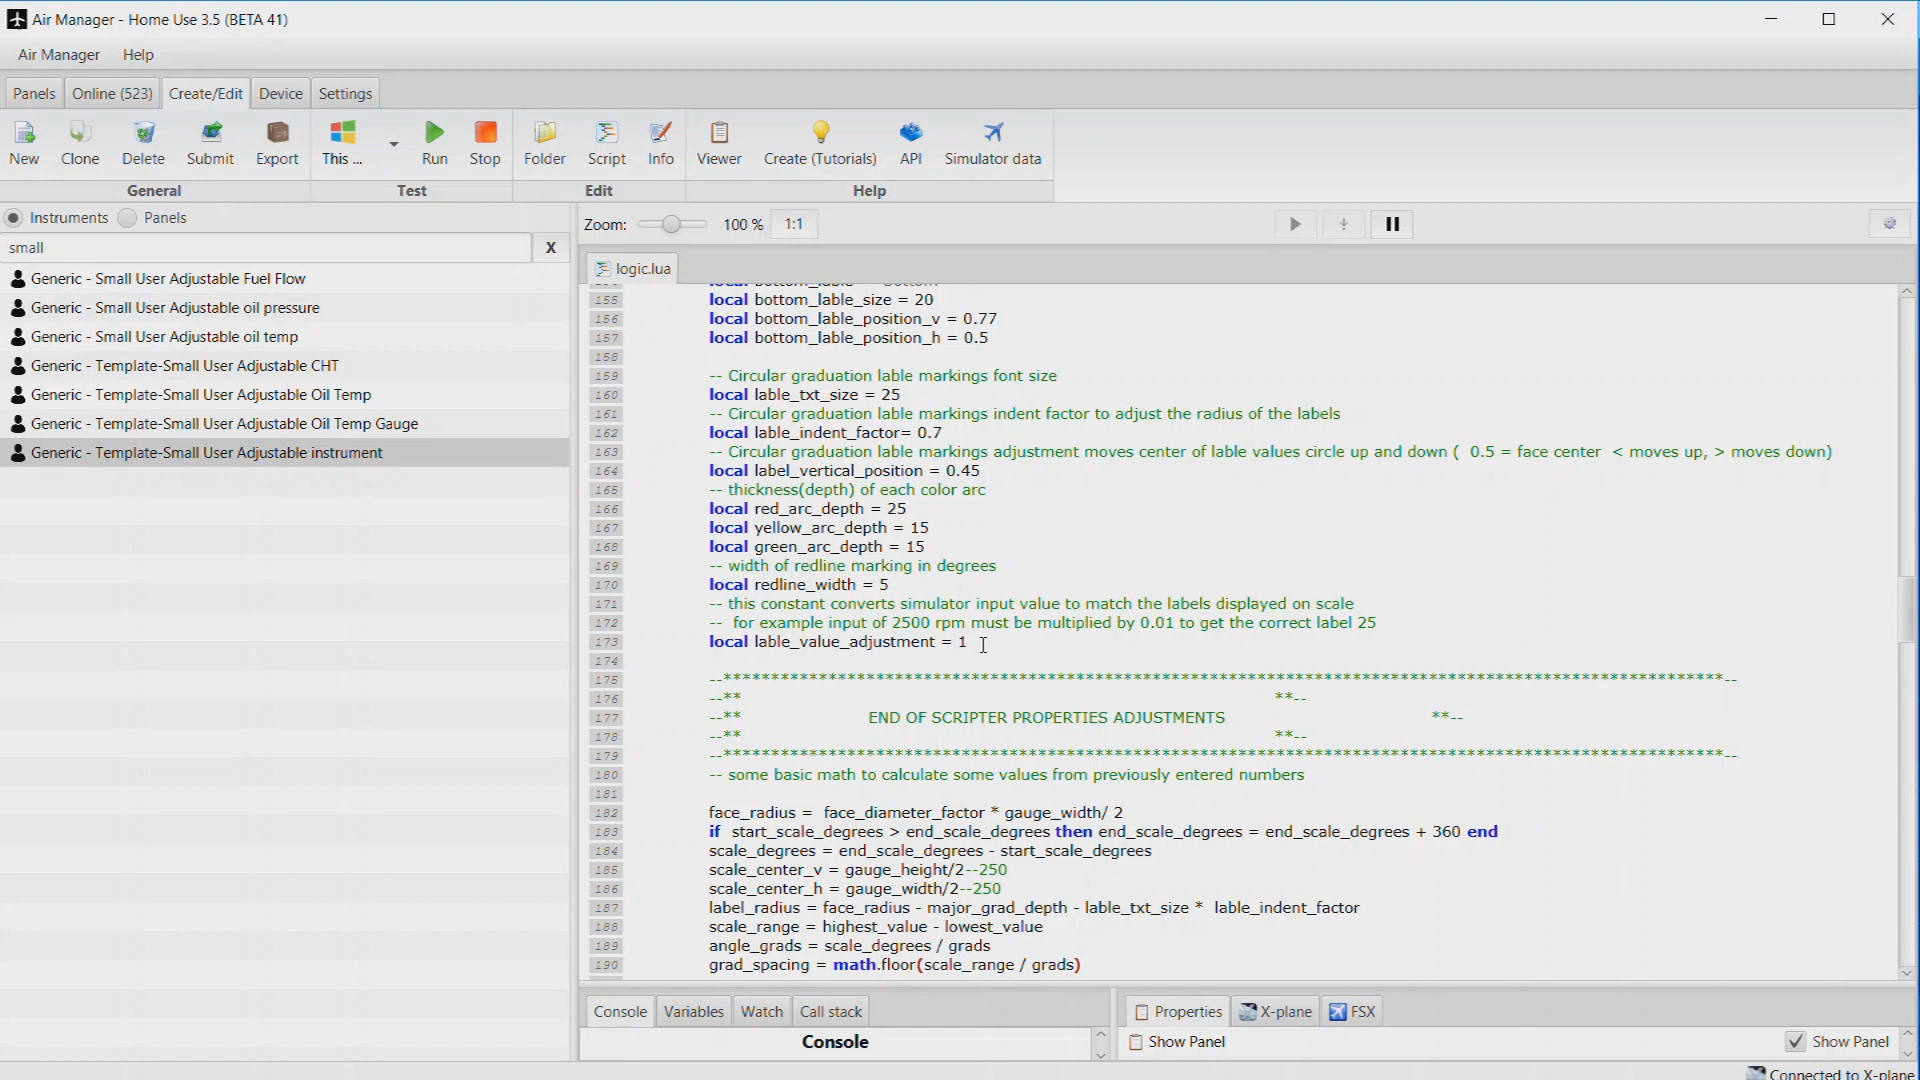 Air Manager - Home Use 3.5 (BETA 41)
Air Manager Help
Panels Online (523) Create/Edit Device Settings
New Clone Delete Submit Export This ... Run Stop Folder Script Info Viewer Create (Tutorials) API Simulator data
General Test Edit Help
Instruments Panels
small X
Generic - Small User Adjustable Fuel Flow
Generic - Small User Adjustable oil pressure
Generic - Small User Adjustable oil temp
Generic - Template-Small User Adjustable CHT
Generic - Template-Small User Adjustable Oil Temp
Generic - Template-Small User Adjustable Oil Temp Gauge
Generic - Template-Small User Adjustable instrument
Zoom: 100 % 1:1
logic.lua
155 local bottom_lable_size = 20
156 local bottom_lable_position_v = 0.77
157 local bottom_lable_position_h = 0.5
158
159 -- Circular graduation lable markings font size
160 local lable_txt_size = 25
161 -- Circular graduation lable markings indent factor to adjust the radius of the labels
162 local lable_indent_factor= 0.7
163 -- Circular graduation lable markings adjustment moves center of lable values circle up and down ( 0.5 = face center < moves up, > moves down)
164 local label_vertical_position = 0.45
165 -- thickness(depth) of each color arc
166 local red_arc_depth = 25
167 local yellow_arc_depth = 15
168 local green_arc_depth = 15
169 -- width of redline marking in degrees
170 local redline_width = 5
171 -- this constant converts simulator input value to match the labels displayed on scale
172 -- for example input of 2500 rpm must be multiplied by 0.01 to get the correct label 25
173 local lable_value_adjustment = 1
174
175 --*************************************************************************************--
176 --** **--
177 --** END OF SCRIPTER PROPERTIES ADJUSTMENTS **--
178 --** **--
179 --*************************************************************************************--
180 -- some basic math to calculate some values from previously entered numbers
181
182 face_radius = face_diameter_factor * gauge_width/ 2
183 if start_scale_degrees > end_scale_degrees then end_scale_degrees = end_scale_degrees + 360 end
184 scale_degrees = end_scale_degrees - start_scale_degrees
185 scale_center_v = gauge_height/2--250
186 scale_center_h = gauge_width/2--250
187 label_radius = face_radius - major_grad_depth - lable_txt_size * lable_indent_factor
188 scale_range = highest_value - lowest_value
189 angle_grads = scale_degrees / grads
190 grad_spacing = math.floor(scale_range / grads)
Console Variables Watch Call stack
Console
Properties X-plane FSX
Show Panel Show Panel
Connected to X-plane